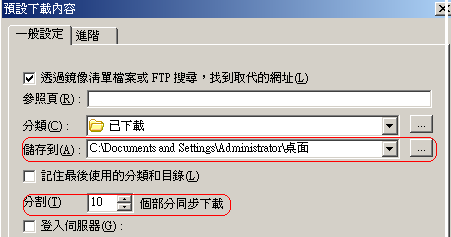 預設下載內容
一般設定 進階
透過鏡像清單檔案或 FTP 搜尋，找到取代的網址(L)
參照頁(R)：
分類(C)： 已下載 ...
儲存到(A)： C:\Documents and Settings\Administrator\桌面 ...
記住最後使用的分類和目錄(L)
分割(T) 10 個部分同步下載
登入伺服器(G)：